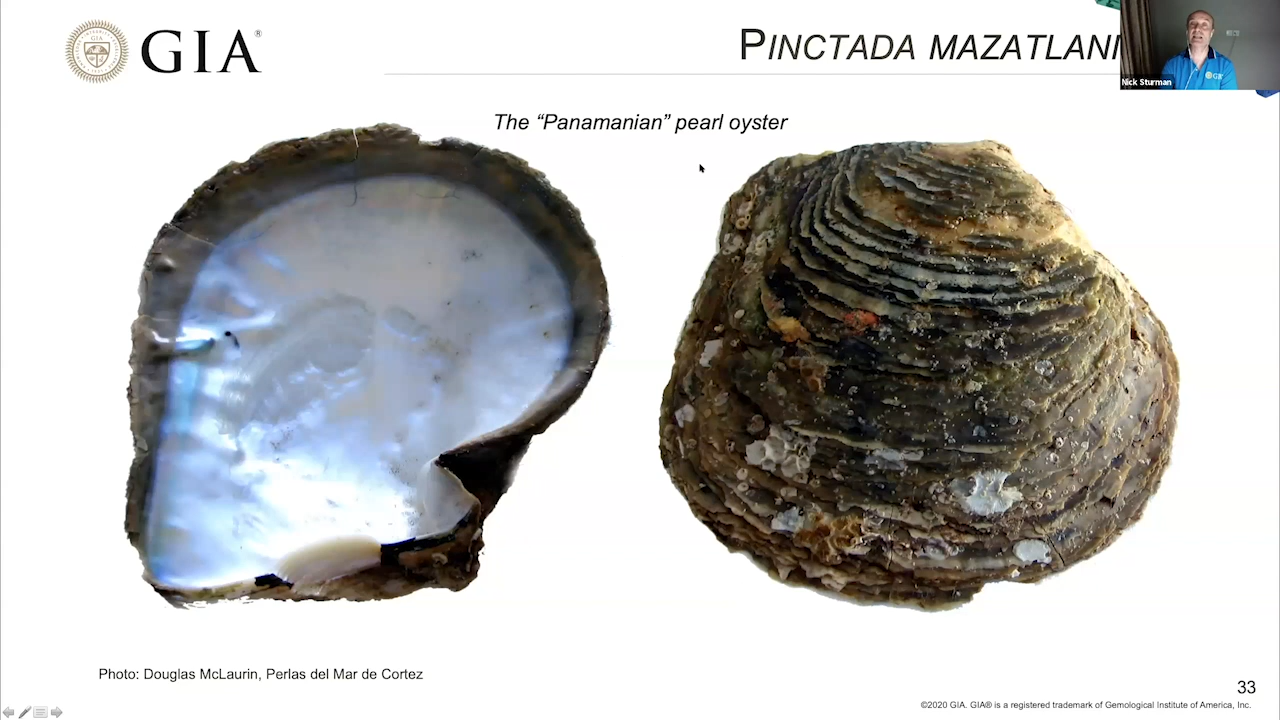 GIA®
PINCTADA MAZATLANI
Nick Sturman
The “Panamanian” pearl oyster
Photo: Douglas McLaurin, Perlas del Mar de Cortez
33
©2020 GIA. GIA® is a registered trademark of Gemological Institute of America, Inc.